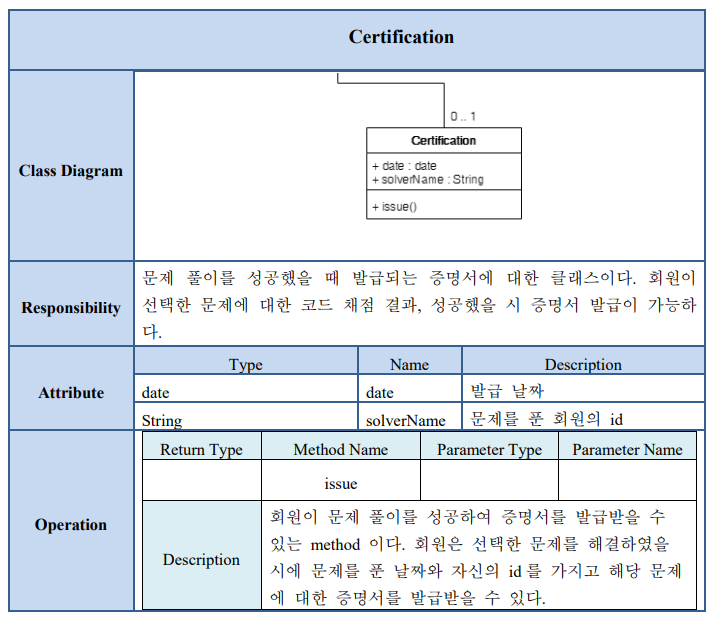 Certification
Class Diagram
0 .. 1
Certification
+ date : date
+ solverName : String
+ issue()
Responsibility
문제 풀이를 성공했을 때 발급되는 증명서에 대한 클래스이다. 회원이
선택한 문제에 대한 코드 채점 결과, 성공했을 시 증명서 발급이 가능하
다.
Attribute
Type Name Description
date date 발급 날짜
String solverName 문제를 푼 회원의 id
Operation
Return Type Method Name Parameter Type Parameter Name
issue
Description
회원이 문제 풀이를 성공하여 증명서를 발급받을 수
있는 method 이다. 회원은 선택한 문제를 해결하였을
시에 문제를 푼 날짜와 자신의 id 를 가지고 해당 문제
에 대한 증명서를 발급받을 수 있다.